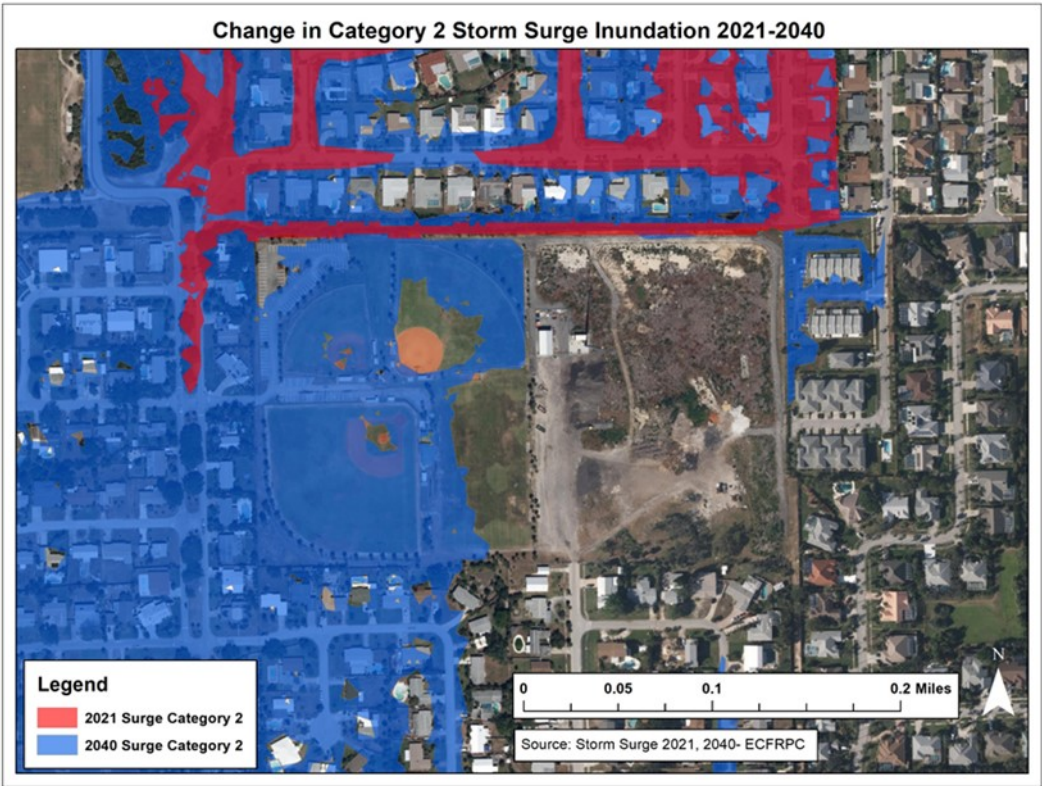 Change in Category 2 Storm Surge Inundation 2021-2040
N
Legend
2021 Surge Category 2
2040 Surge Category 2
0 0.05 0.1 0.2 Miles
Source: Storm Surge 2021, 2040- ECFRPC